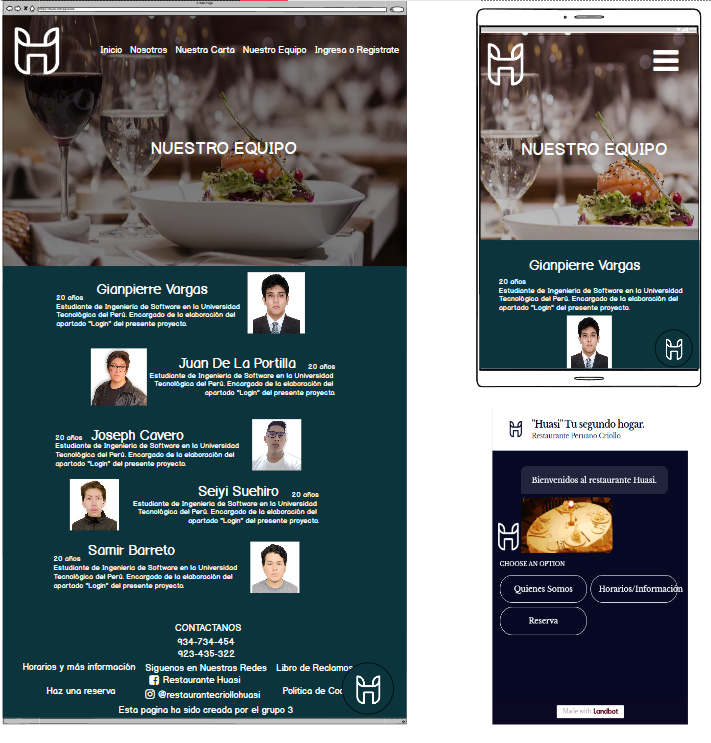 Inicio Nosotros Nuestra Carta Nuestro Equipo Ingresa o Registrate
NUESTRO EQUIPO
Gianpierre Vargas
20 años
Estudiante de Ingeniería de Software en la Universidad
Tecnológica del Perú. Encargado de la elaboración del
apartado "Login" del presente proyecto.
Juan De La Portilla 20 años
Estudiante de Ingeniería de Software en la Universidad
Tecnológica del Perú. Encargado de la elaboración del
apartado "Login" del presente proyecto.
20 años Joseph Cavero
Estudiante de Ingeniería de Software en la Universidad
Tecnológica del Perú. Encargado de la elaboración del
apartado "Login" del presente proyecto.
Seiyi Suehiro 20 años
Estudiante de Ingeniería de Software en la Universidad
Tecnológica del Perú. Encargado de la elaboración del
apartado "Login" del presente proyecto.
Samir Barreto
20 años
Estudiante de Ingeniería de Software en la Universidad
Tecnológica del Perú. Encargado de la elaboración del
apartado "Login" del presente proyecto.
CONTACTANOS
934-734-454
923-435-322
Horarios y más información Siguenos en Nuestras Redes Libro de Reclamos
Restaurante Huasi
Haz una reserva @restaurantecriollohuasi Politica de Coo
Esta pagina ha sido creada por el grupo 3
NUESTRO EQUIPO
Gianpierre Vargas
20 años
Estudiante de Ingeniería de Software en la Universidad
Tecnológica del Perú. Encargado de la elaboración del
apartado "Login" del presente proyecto.
"Huasi" Tu segundo hogar.
Restaurante Peruano Criollo
Bienvenidos al restaurante Huasi.
CHOOSE AN OPTION
Quienes Somos Horarios/Información
Reserva
Made with Landbot